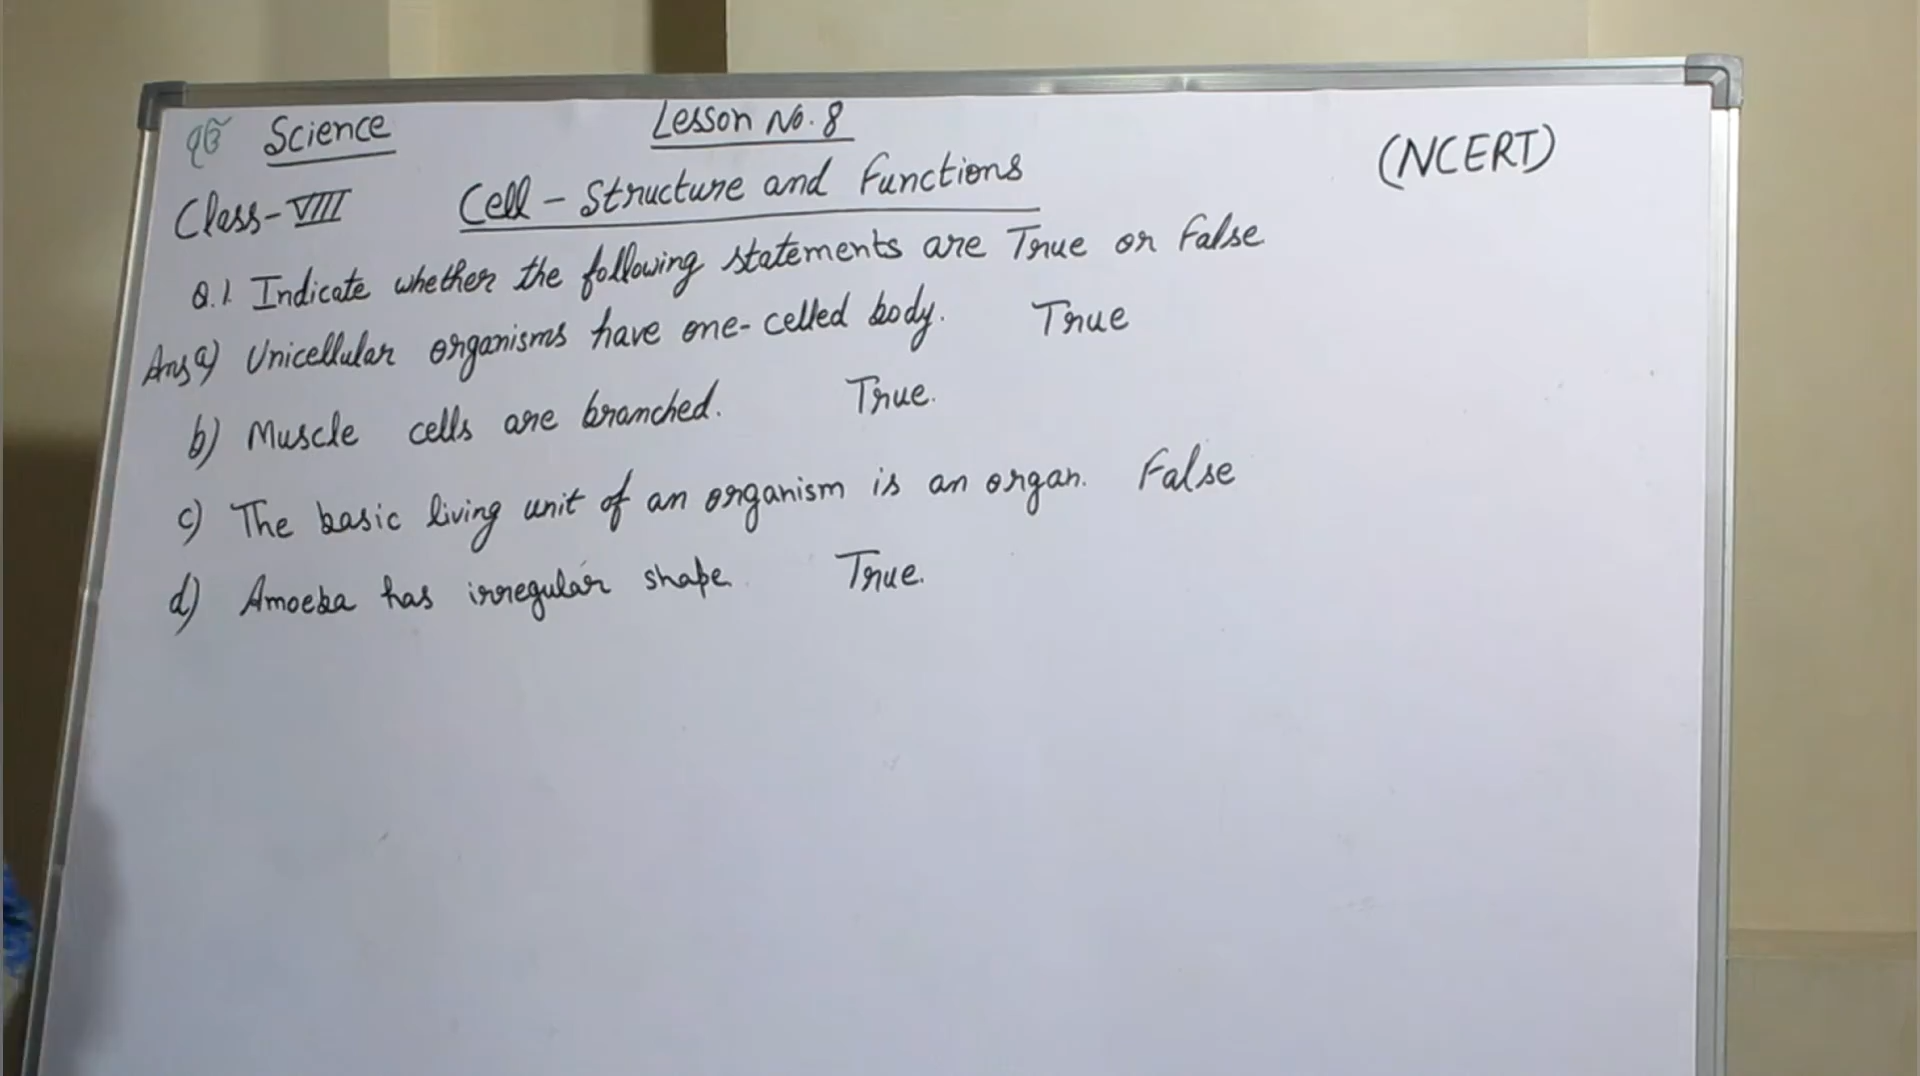 ੴ Science Lesson No. 8 (NCERT)
Class-VIII Cell - Structure and Functions
Q.1. Indicate whether the following statements are True or False
Ans a) Unicellular organisms have one-celled body. True
b) Muscle cells are branched. True.
c) The basic living unit of an organism is an organ. False
d) Amoeba has irregular shape. True.